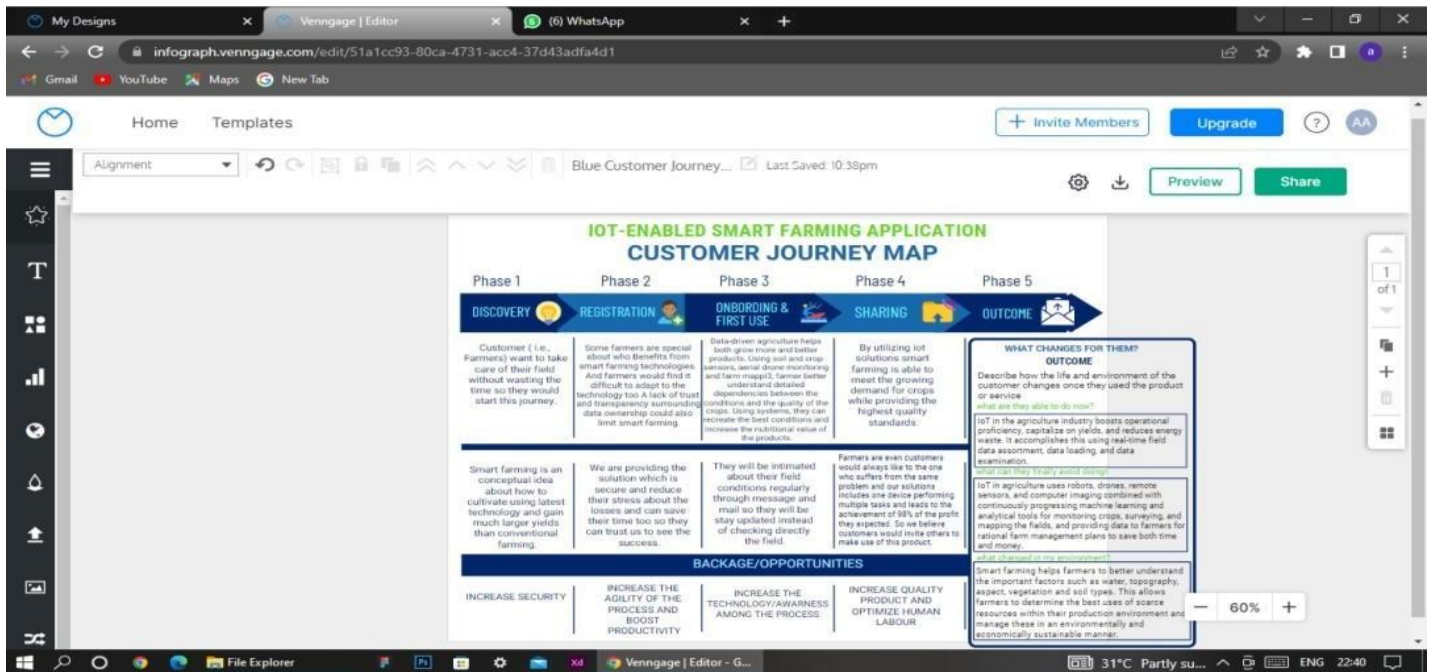 My Designs
Venngage | Editor
(6) WhatsApp
infograph.venngage.com/edit/51a1cc93-80ca-4731-acc4-37d43adfa4d1
a
Gmail
YouTube
Maps
New Tab
Home
Templates
+ Invite Members
Upgrade
?
AA
Alignment
Blue Customer Journey...
Last Saved: 10:38pm
Preview
Share
IOT-ENABLED SMART FARMING APPLICATION
CUSTOMER JOURNEY MAP
Phase 1
Phase 2
Phase 3
Phase 4
Phase 5
DISCOVERY
REGISTRATION
ONBORDING &
FIRST USE
SHARING
OUTCOME
Customer ( i.e.,
Farmers) want to take
care of their field
without wasting the
time so they would
start this journey.
Some farmers are special
about who Benefits from
smart farming technologies.
And farmers would find it
difficult to adapt to the
technology too A lack of trust
and transparency surrounding
data ownership could also
limit smart farming.
Data-driven agriculture helps
both grow more and better
products. Using soil and crop
sensors, aerial drone monitoring
and farm mappi3, farmer better
understand detailed
dependencies between the
conditions and the quality of the
crops. Using systems, they can
recreate the best conditions and
increase the nutritional value of
the products.
By utilizing iot
solutions smart
farming is able to
meet the growing
demand for crops
while providing the
highest quality
standards.
WHAT CHANGES FOR THEM?
OUTCOME
Describe how the life and environment of the
customer changes once they used the product
or service
what are they able to do now?
IoT in the agriculture industry boosts operational
proficiency, capitalize on yields, and reduces energy
waste. It accomplishes this using real-time field
data assortment, data loading, and data
examination.
what can they finally avoid doing?
IoT in agriculture uses robots, drones, remote
sensors, and computer imaging combined with
continuously progressing machine learning and
analytical tools for monitoring crops, surveying, and
mapping the fields, and providing data to farmers for
rational farm management plans to save both time
and money.
what changed in my environment?
Smart farming helps farmers to better understand
the important factors such as water, topography,
aspect, vegetation and soil types. This allows
farmers to determine the best uses of scarce
resources within their production environment and
manage these in an environmentally and
economically sustainable manner.
Smart farming is an
conceptual idea
about how to
cultivate using latest
technology and gain
much larger yields
than conventional
farming.
We are providing the
solution which is
secure and reduce
their stress about the
losses and can save
their time too so they
can trust us to see the
success.
They will be intimated
about their field
conditions regularly
through message and
mail so they will be
stay updated instead
of checking directly
the field.
Farmers are even customers
would always like to the one
who suffers from the same
problem and our solutions
includes one device performing
multiple tasks and leads to the
achievement of 98% of the profit
they expected. So we believe
customers would invite others to
make use of this product.
BACKAGE/OPPORTUNITIES
INCREASE SECURITY
INCREASE THE
AGILITY OF THE
PROCESS AND
BOOST
PRODUCTIVITY
INCREASE THE
TECHNOLOGY/AWARNESS
AMONG THE PROCESS
INCREASE QUALITY
PRODUCT AND
OPTIMIZE HUMAN
LABOUR
1
of 1
60%
File Explorer
Ps
Xd
Venngage | Editor - G...
31°C Partly su...
ENG
22:40